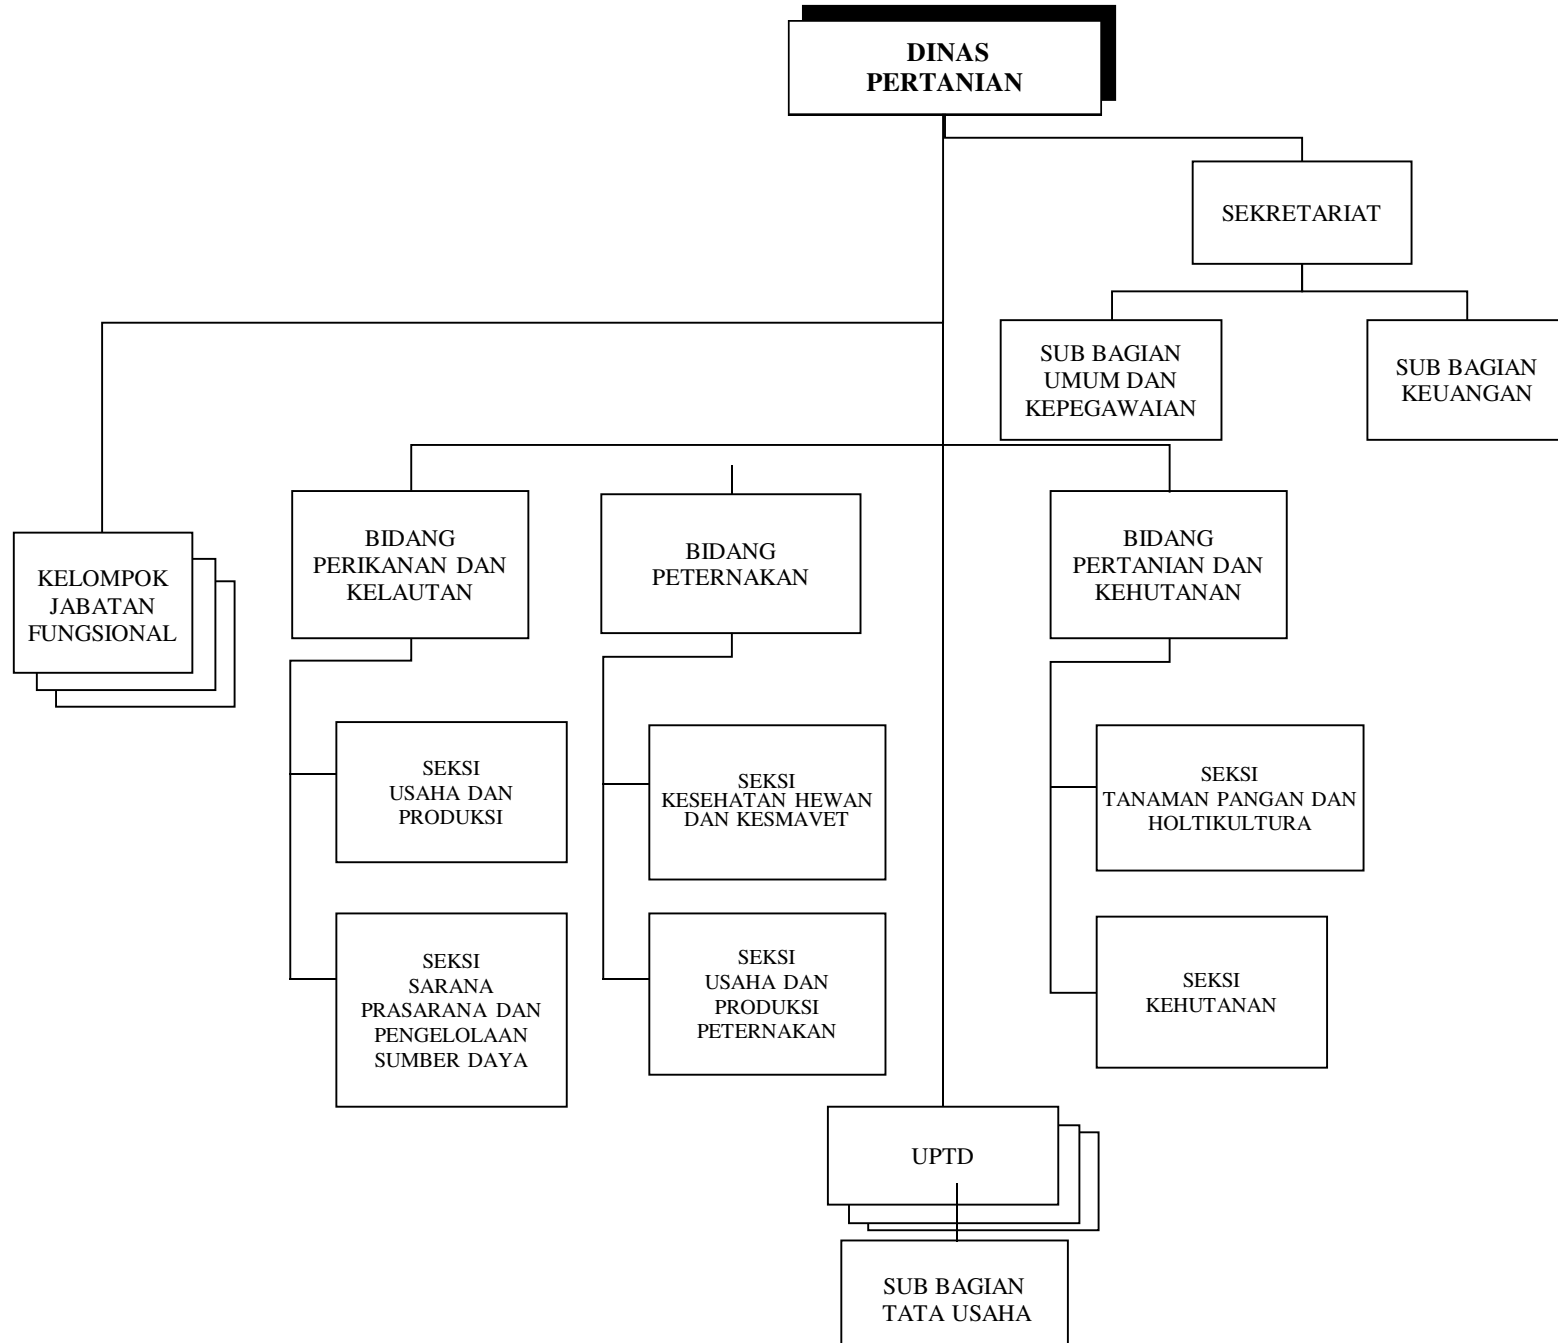 DINAS
PERTANIAN
SEKRETARIAT
SUB BAGIAN
UMUM DAN
KEPEGAWAIAN
SUB BAGIAN
KEUANGAN
KELOMPOK
JABATAN
FUNGSIONAL
BIDANG
PERIKANAN DAN
KELAUTAN
BIDANG
PETERNAKAN
BIDANG
PERTANIAN DAN
KEHUTANAN
SEKSI
USAHA DAN
PRODUKSI
SEKSI
KESEHATAN HEWAN
DAN KESMAVET
SEKSI
TANAMAN PANGAN DAN
HOLTIKULTURA
SEKSI
SARANA
PRASARANA DAN
PENGELOLAAN
SUMBER DAYA
SEKSI
USAHA DAN
PRODUKSI
PETERNAKAN
SEKSI
KEHUTANAN
UPTD
SUB BAGIAN
TATA USAHA